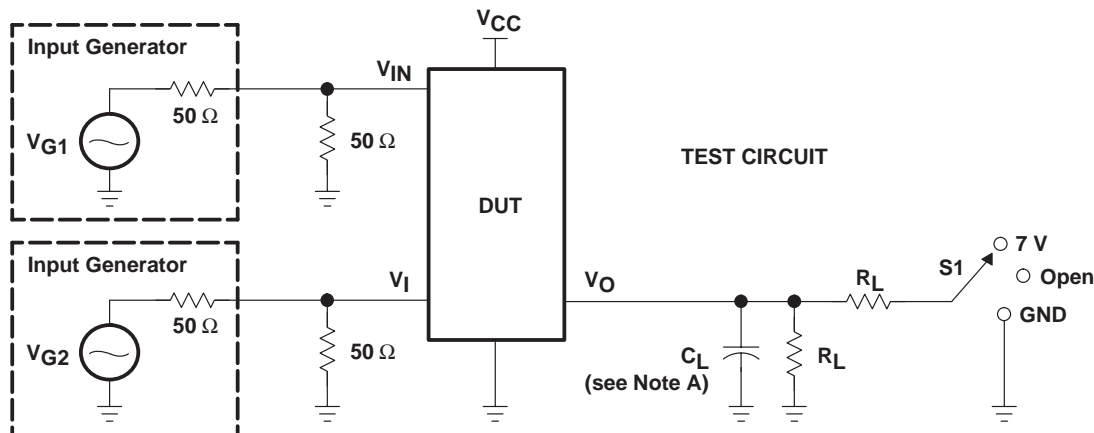 VCC
Input Generator
VIN
50 Ω
VG1
50 Ω
TEST CIRCUIT
DUT
Input Generator
7 V
S1
Open
VI
VO
RL
50 Ω
GND
VG2
50 Ω
CL
(see Note A)
RL